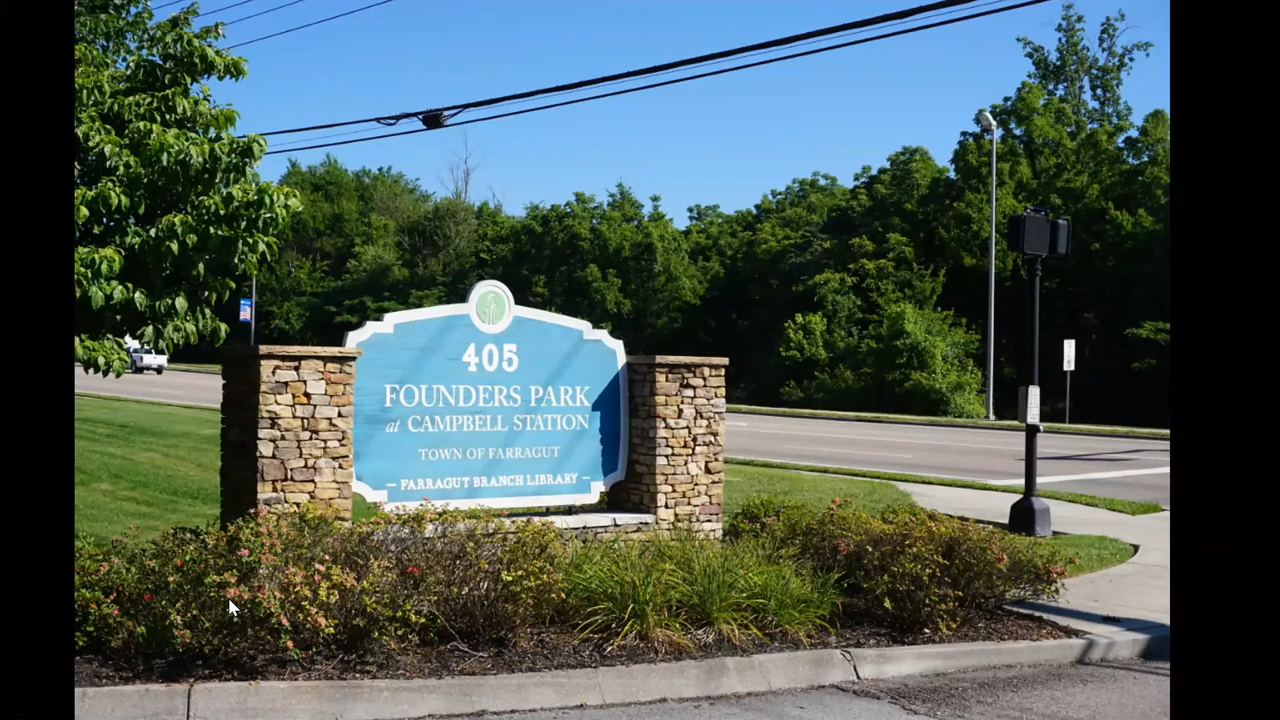 405
FOUNDERS PARK
at CAMPBELL STATION
TOWN OF FARRAGUT
– FARRAGUT BRANCH LIBRARY –